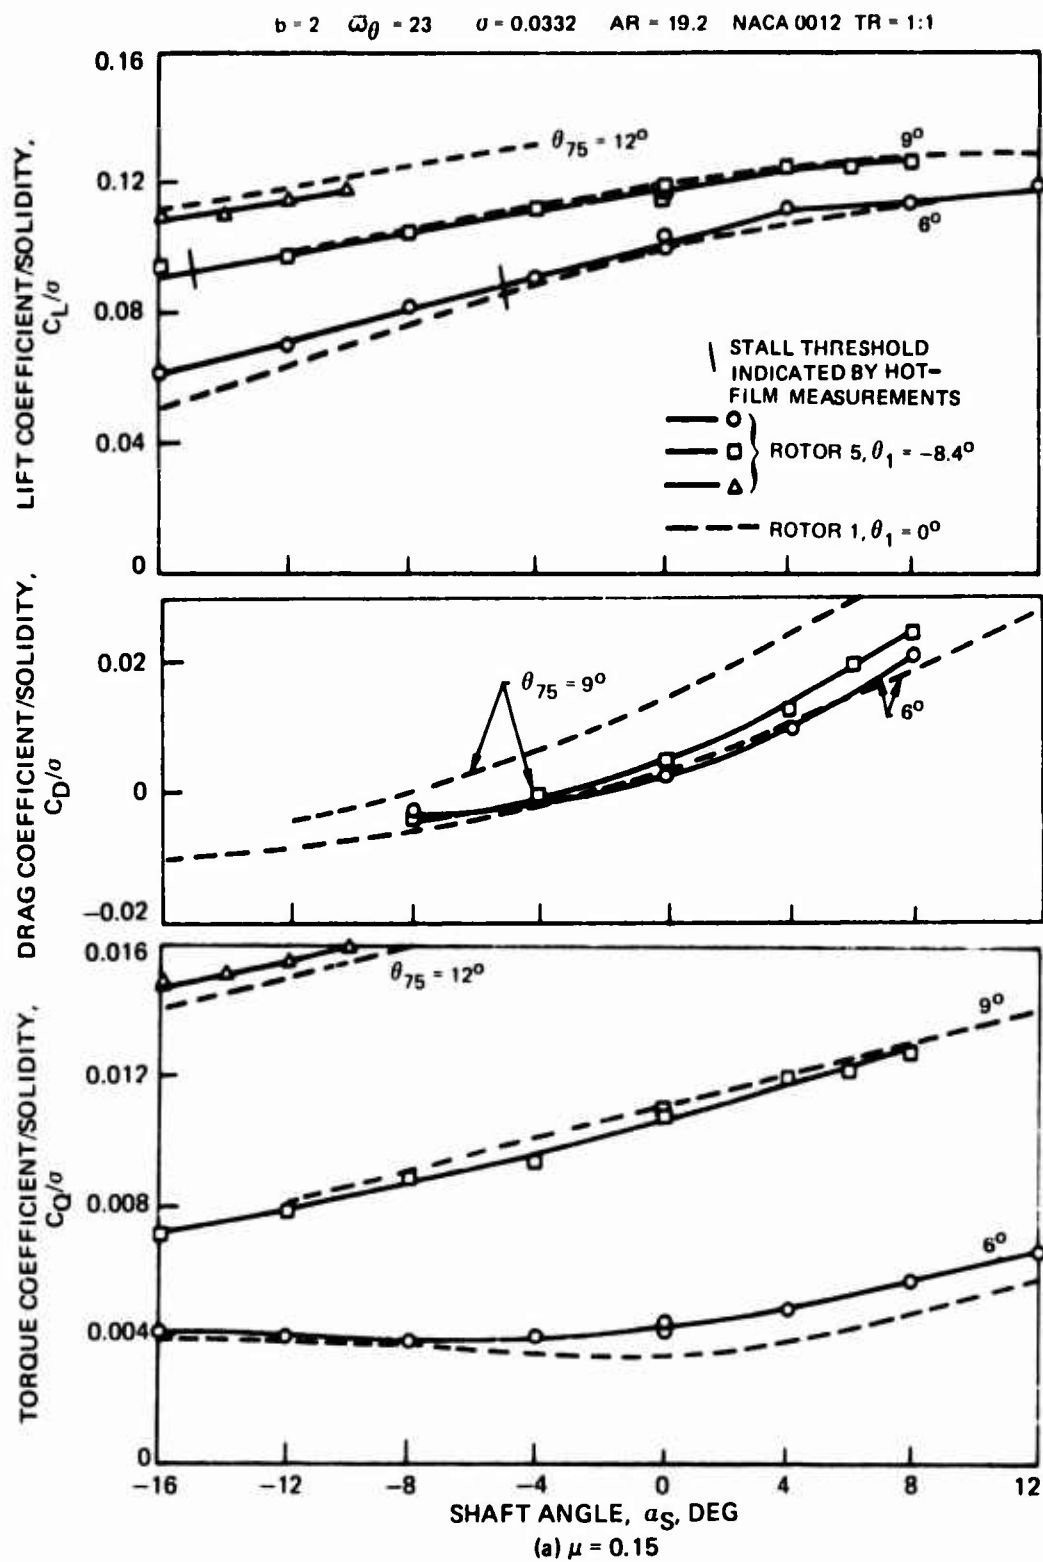 b = 2 ω̄θ = 23 σ = 0.0332 AR = 19.2 NACA 0012 TR = 1:1
LIFT COEFFICIENT/SOLIDITY,
C_L/σ
0.16
0.12
0.08
0.04
0
θ75 = 12°
9°
6°
STALL THRESHOLD
INDICATED BY HOT-
FILM MEASUREMENTS
ROTOR 5, θ1 = −8.4°
ROTOR 1, θ1 = 0°
DRAG COEFFICIENT/SOLIDITY,
C_D/σ
0.02
0
−0.02
θ75 = 9°
6°
TORQUE COEFFICIENT/SOLIDITY,
C_Q/σ
0.016
0.012
0.008
0.004
0
θ75 = 12°
9°
6°
−16 −12 −8 −4 0 4 8 12
SHAFT ANGLE, αS, DEG
(a) μ = 0.15